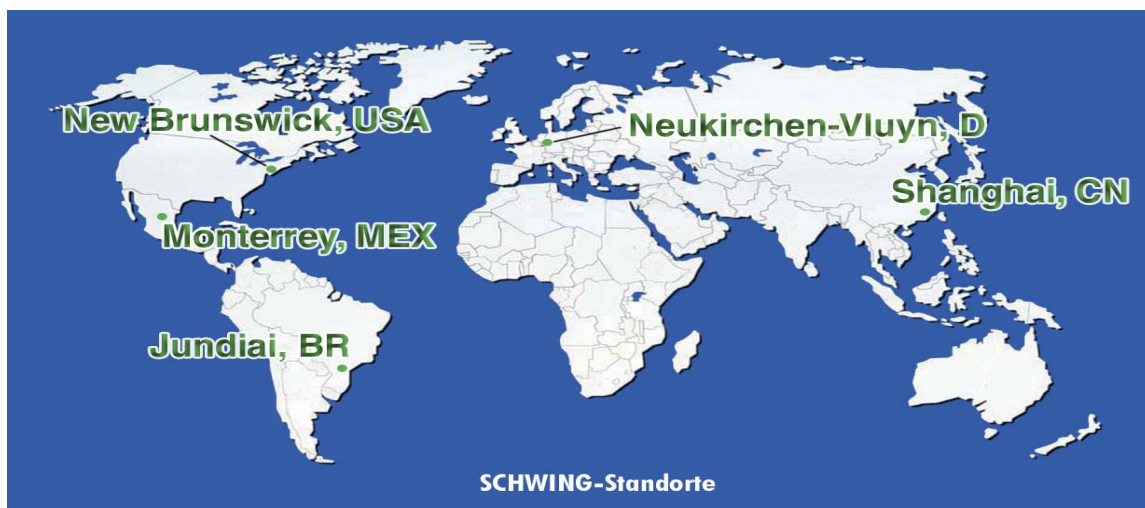 New Brunswick, USA
Neukirchen-Vluyn, D
Shanghai, CN
Monterrey, MEX
Jundiai, BR
SCHWING-Standorte